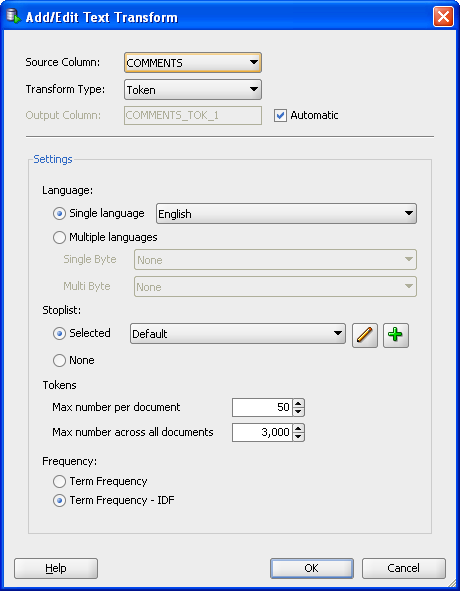 Add/Edit Text Transform
Source Column: COMMENTS
Transform Type: Token
Output Column: COMMENTS_TOK_1 Automatic
Settings
Language:
Single language English
Multiple languages
Single Byte None
Multi Byte None
Stoplist:
Selected Default
None
Tokens
Max number per document 50
Max number across all documents 3,000
Frequency:
Term Frequency
Term Frequency - IDF
Help OK Cancel